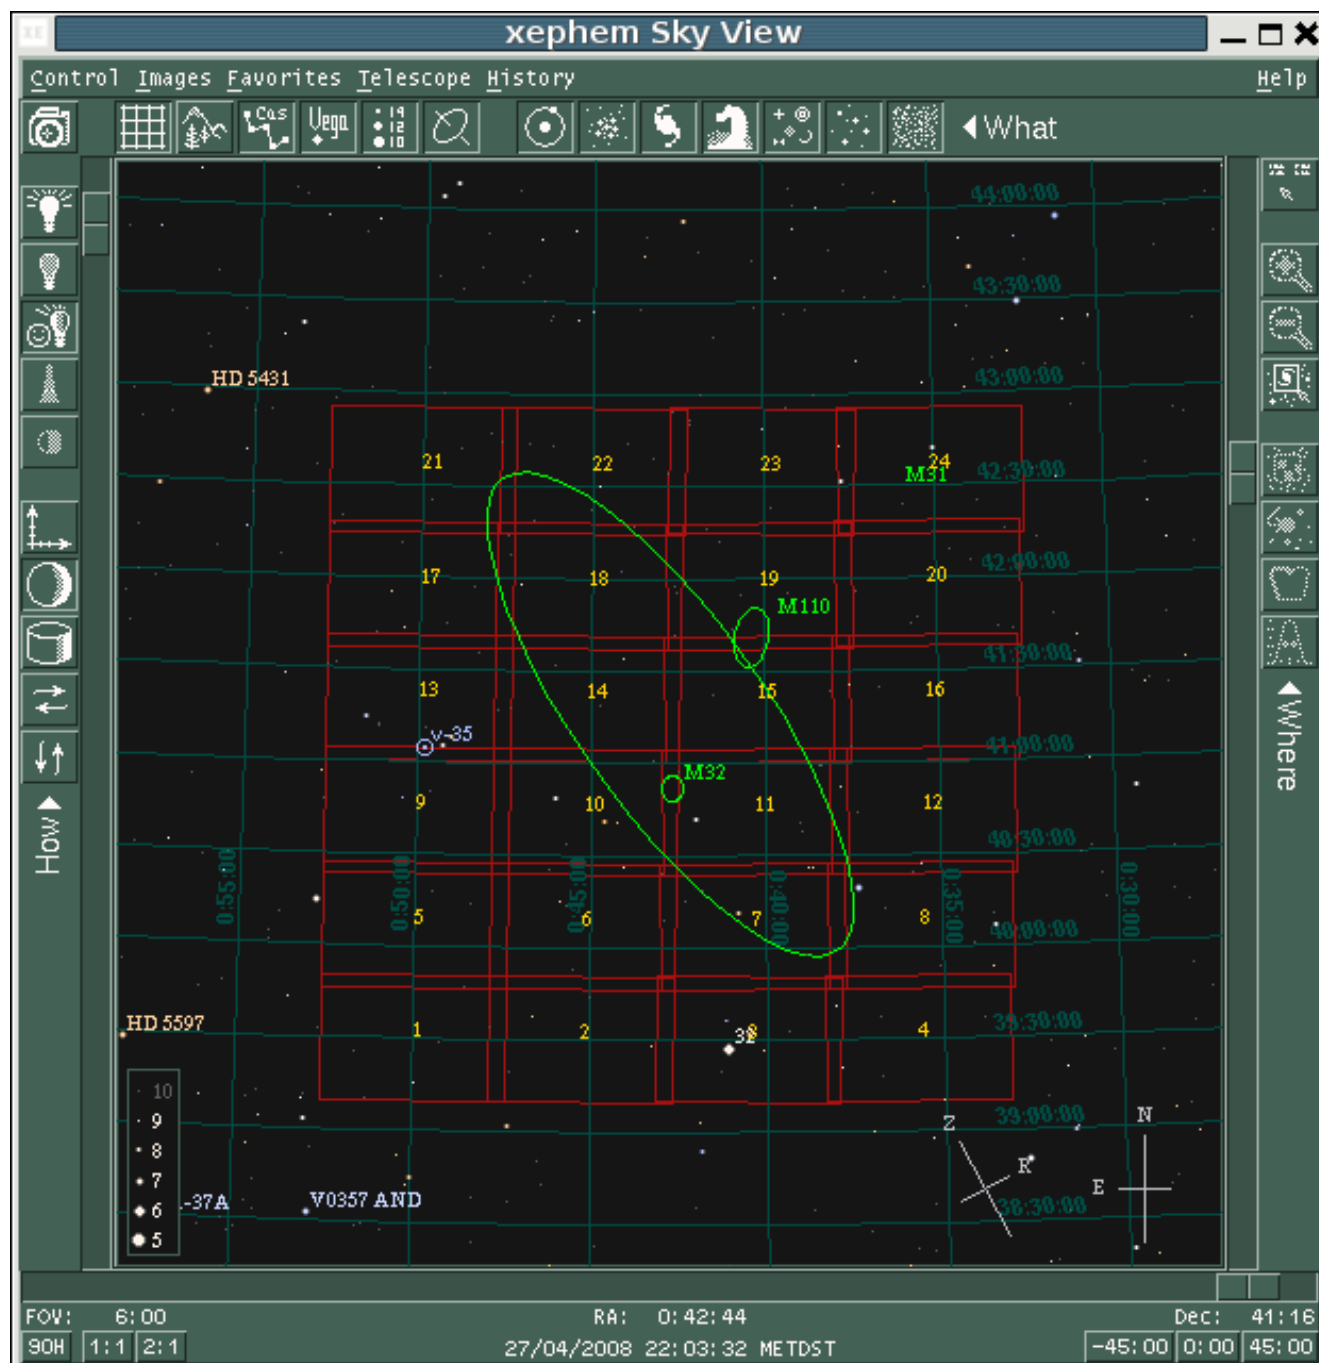 XE xephem Sky View
Control Images Favorites Telescope History Help
Cas Vega 14 12 10 What
44:00:00
43:30:00
HD 5431
43:00:00
21 22 23 24
M31 42:30:00
17 18 19 20 42:00:00
M110
41:30:00
13 14 15 16
v-35 41:00:00
M32
9 10 11 12
How Where
40:30:00
0:55:00 0:50:00 0:45:00 0:40:00 0:35:00 0:30:00
5 6 7 8 40:00:00
HD 5597
1 2 3 4 39:30:00
32
10
9
8
7
6
5
39:00:00
Z N
R
E
-37A V0357 AND 38:30:00
FOV: 6:00 RA: 0:42:44 Dec: 41:16
90H 1:1 2:1 27/04/2008 22:03:32 METDST -45:00 0:00 45:00